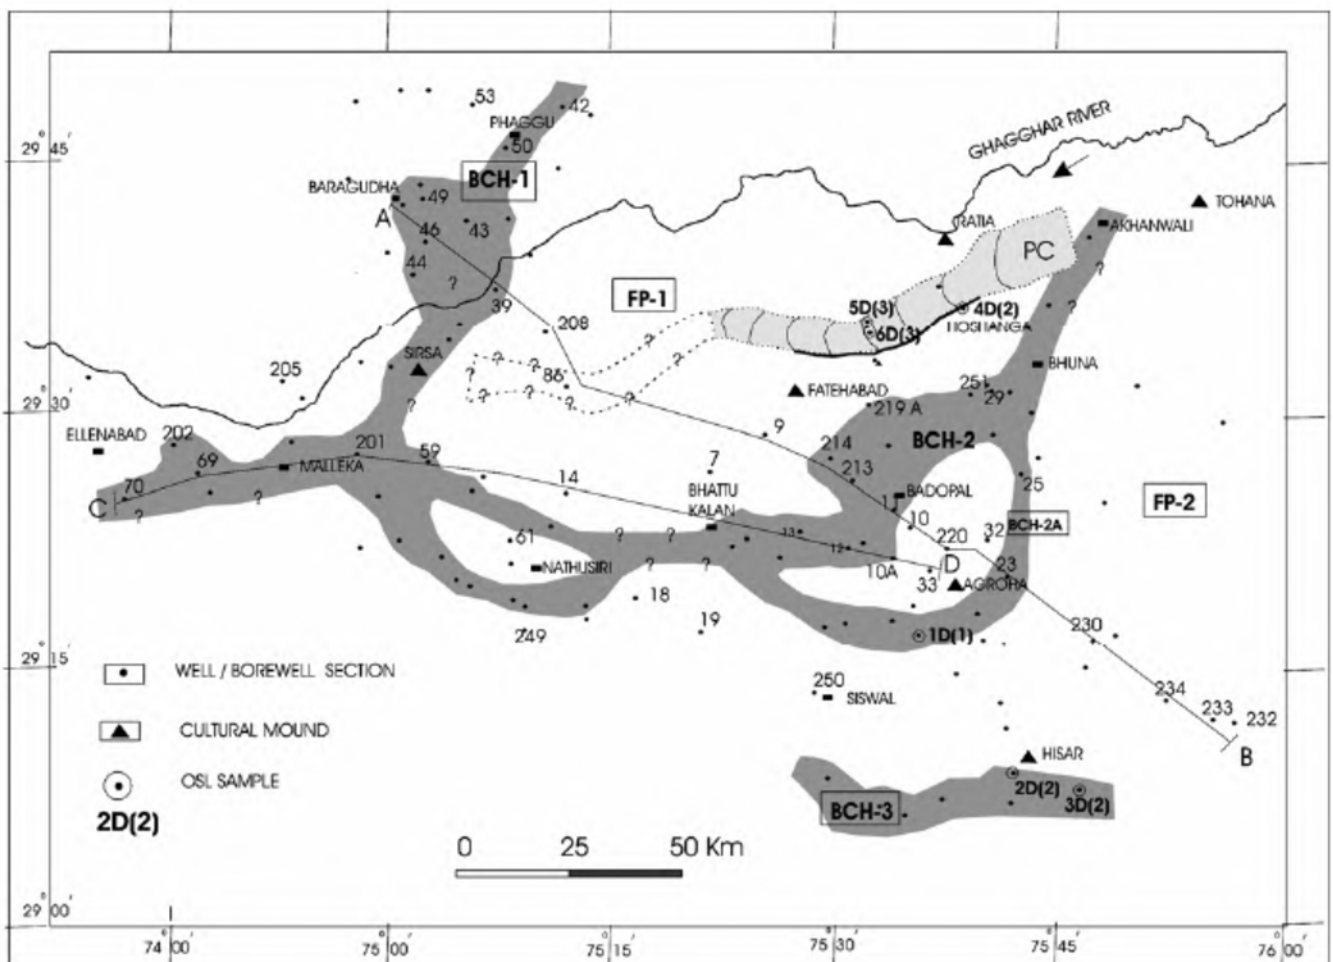 53
42
PHAGGU
50
GHAGGHAR RIVER
29°45'
BCH-1
BARAGUDHA
49
A
46
43
TOHANA
RATIA
AKHANWALI
PC
44
?
?
39
FP-1
5D(3)
4D(2)
6D(3)
HOSHANGA
?
208
?
SIRSA
?
?
?
205
86
?
BHUNA
FATEHABAD
251
29
29°30'
?
?
?
?
?
219 A
ELLENABAD
202
9
BCH-2
201
59
214
69
MALLEKA
7
213
14
BHATTU
KALAN
BADOPAL
25
FP-2
70
C
?
?
11
10
BCH-2A
32
61
?
?
13
12
220
NATHUSIRI
?
?
10A
33
D
23
AGROHA
18
19
249
1D(1)
230
29°15'
WELL / BOREWELL SECTION
250
SISWAL
234
233
232
CULTURAL MOUND
HISAR
B
OSL SAMPLE
2D(2)
3D(2)
2D(2)
BCH-3
0 25 50 Km
29°00'
74°00' 75°00' 75°15' 75°30' 75°45' 76°00'